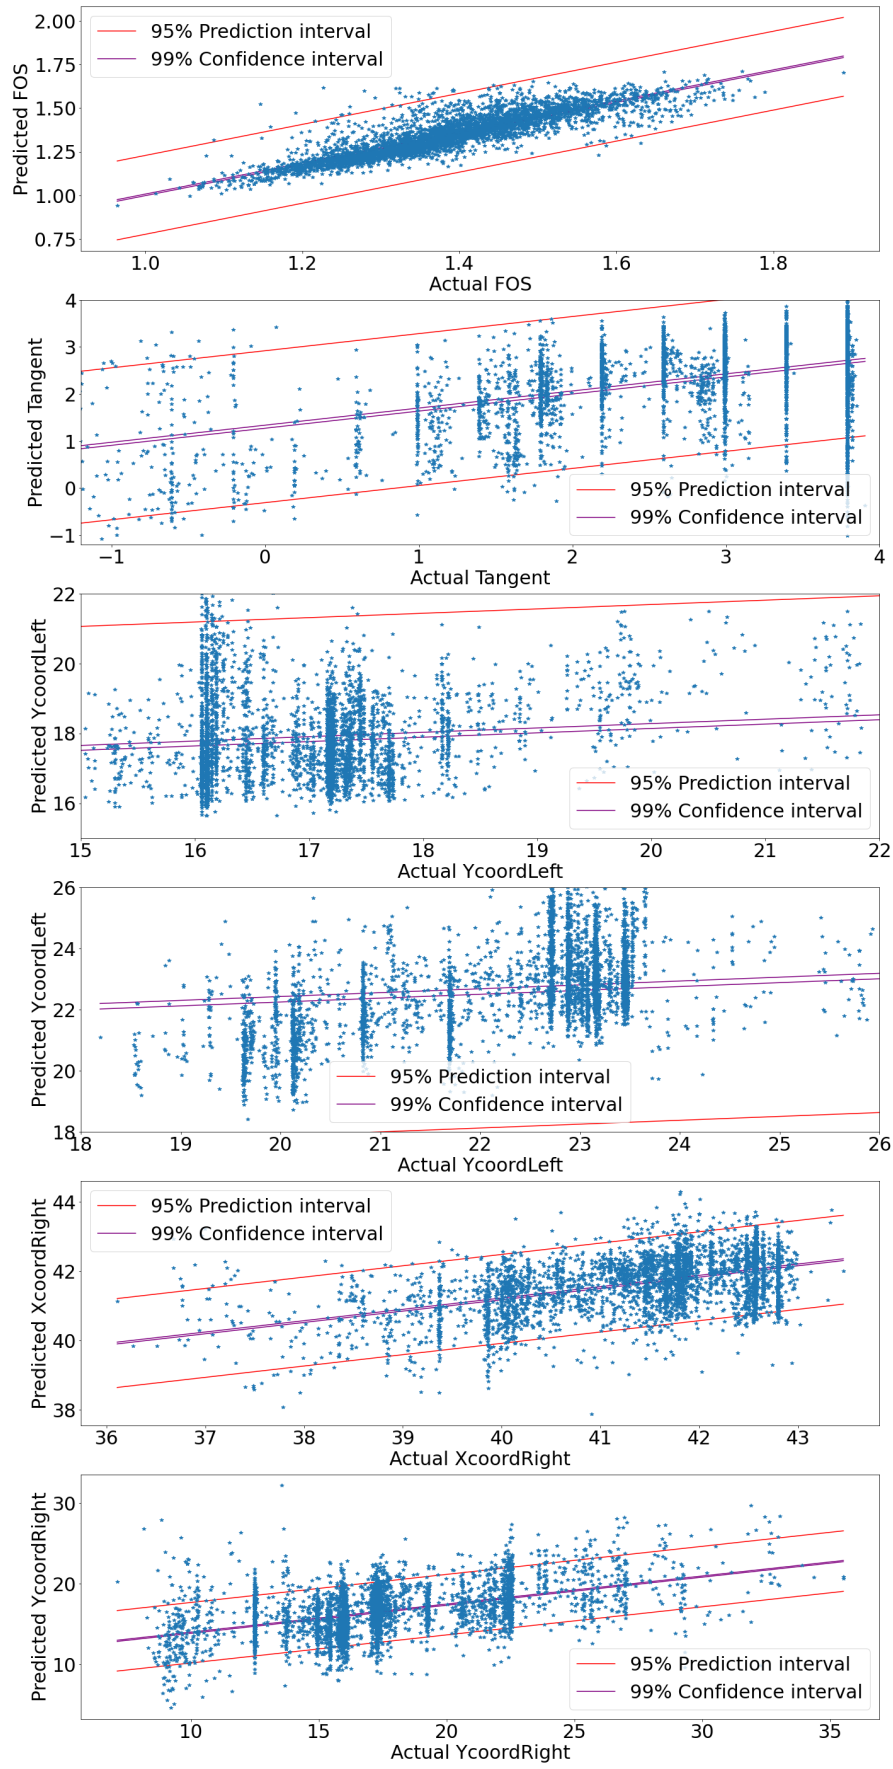 2.00
1.75
1.50
1.25
1.00
0.75
Predicted FOS
95% Prediction interval
99% Confidence interval
1.0 1.2 1.4 1.6 1.8
Actual FOS
4
3
2
1
0
−1
Predicted Tangent
95% Prediction interval
99% Confidence interval
−1 0 1 2 3 4
Actual Tangent
22
20
18
16
Predicted YcoordLeft
95% Prediction interval
99% Confidence interval
15 16 17 18 19 20 21 22
Actual YcoordLeft
26
24
22
20
18
Predicted YcoordLeft
95% Prediction interval
99% Confidence interval
18 19 20 21 22 23 24 25 26
Actual YcoordLeft
44
42
40
38
Predicted XcoordRight
95% Prediction interval
99% Confidence interval
36 37 38 39 40 41 42 43
Actual XcoordRight
30
20
10
Predicted YcoordRight
95% Prediction interval
99% Confidence interval
10 15 20 25 30 35
Actual YcoordRight